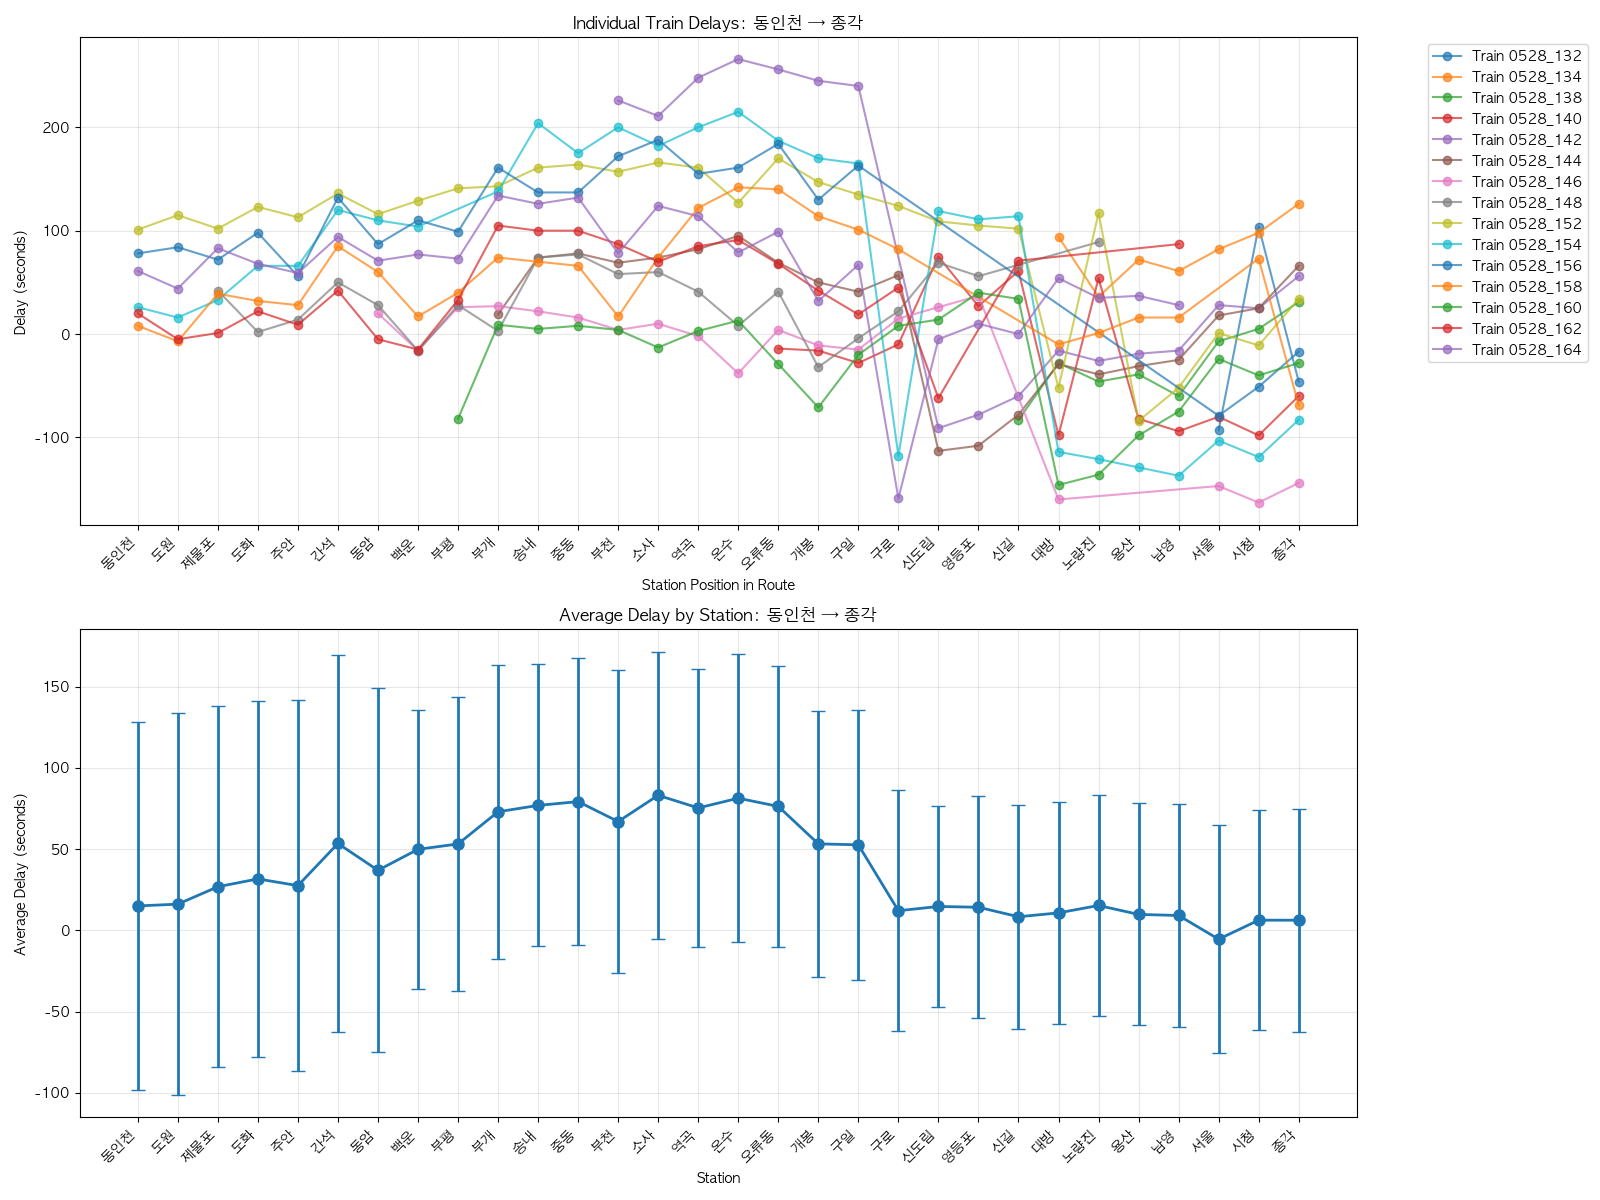 Individual Train Delays: 동인천 → 종각
Delay (seconds)
200
100
0
-100
동인천
도원
제물포
도화
주안
간석
동암
백운
부평
부개
송내
중동
부천
소사
역곡
온수
오류동
개봉
구일
구로
신도림
영등포
신길
대방
노량진
용산
남영
서울
시청
종각
Station Position in Route
Train 0528_132
Train 0528_134
Train 0528_138
Train 0528_140
Train 0528_142
Train 0528_144
Train 0528_146
Train 0528_148
Train 0528_152
Train 0528_154
Train 0528_156
Train 0528_158
Train 0528_160
Train 0528_162
Train 0528_164
Average Delay by Station: 동인천 → 종각
Average Delay (seconds)
150
100
50
0
-50
-100
동인천
도원
제물포
도화
주안
간석
동암
백운
부평
부개
송내
중동
부천
소사
역곡
온수
오류동
개봉
구일
구로
신도림
영등포
신길
대방
노량진
용산
남영
서울
시청
종각
Station